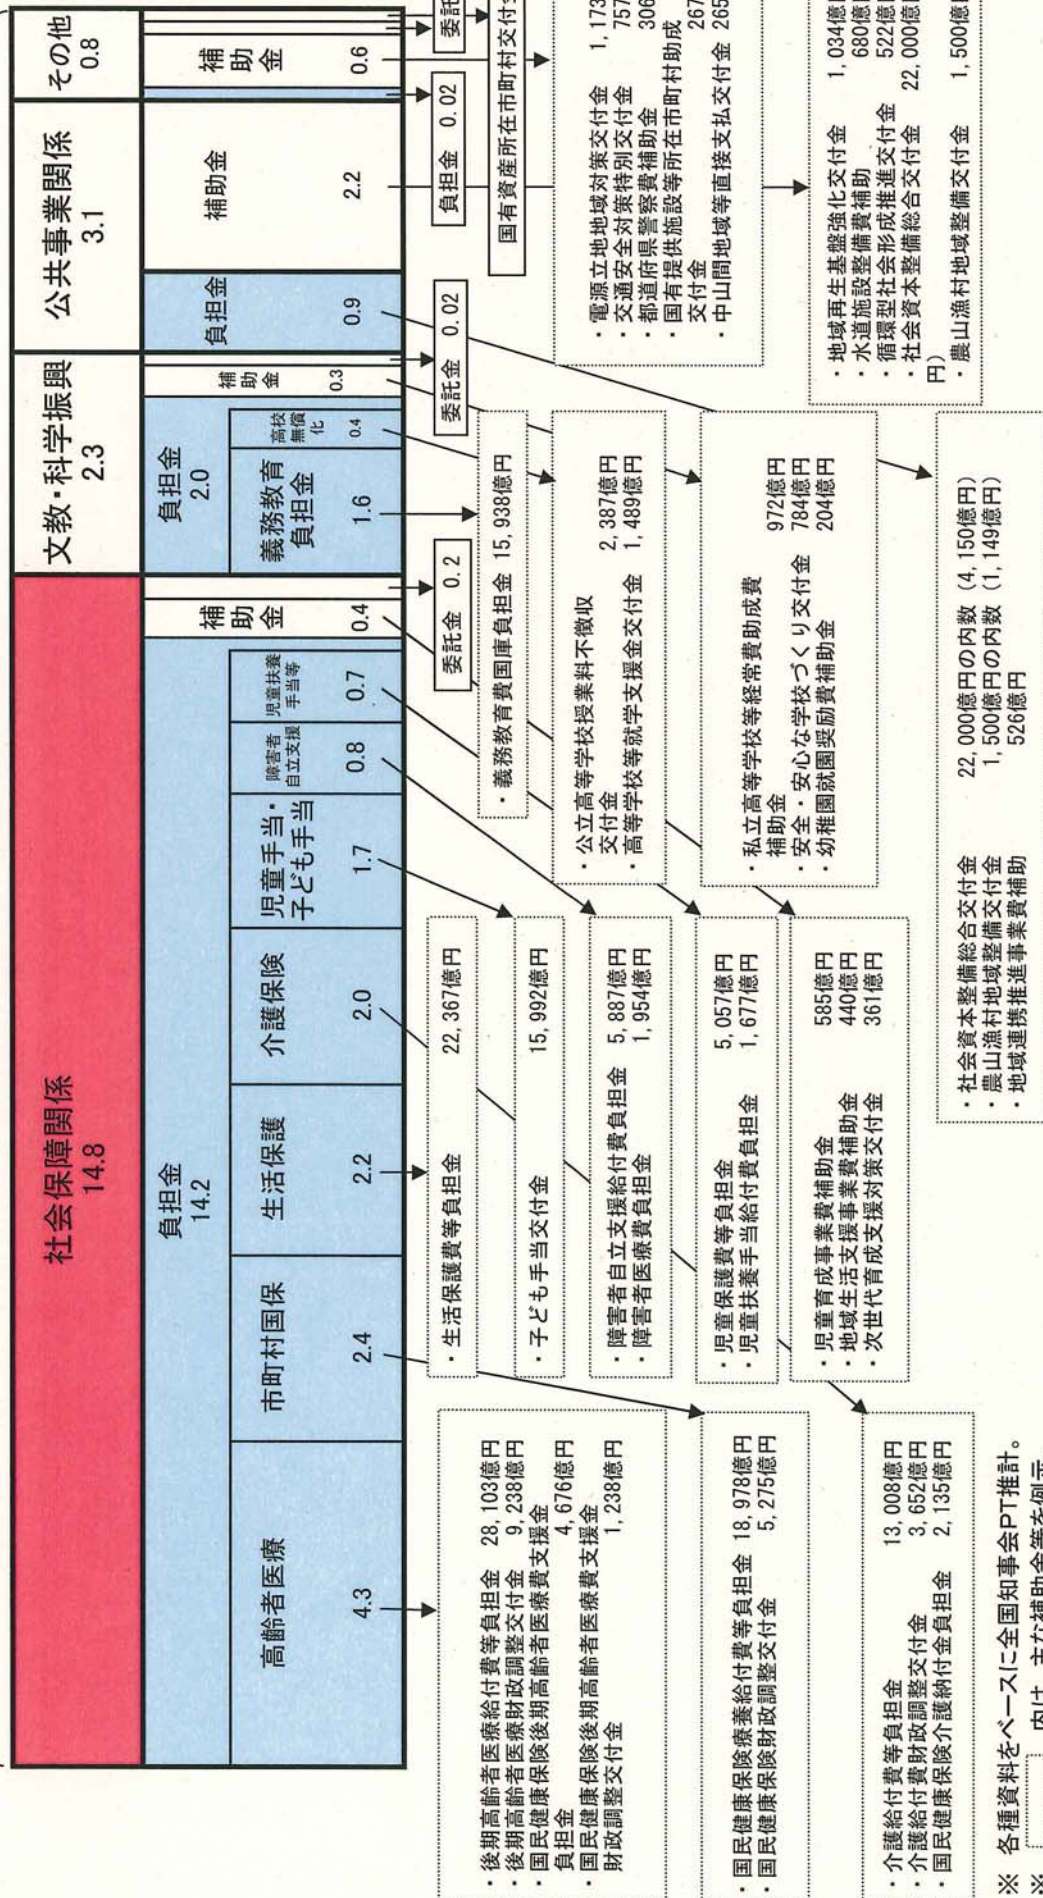 社会保障関係
14.8
文教・科学振興
2.3
公共事業関係
3.1
その他
0.8
負担金
14.2
高齢者医療
4.3
市町村国保
2.4
生活保護
2.2
介護保険
2.0
児童手当・
子ども手当
1.7
障害者
自立支援
0.8
児童扶養
手当等
0.7
補
助
金
0.4
負担金
2.0
義務教育
負担金
1.6
高校
無償
化
0.4
補
助
金
0.3
負担金
0.9
補助金
2.2
補
助
金
0.6
委託金 0.2
委託金 0.02
負担金 0.02
委託
国有資産所在市町村交付金
・後期高齢者医療給付費等負担金 28,103億円
・後期高齢者医療財政調整交付金 9,238億円
・国民健康保険後期高齢者医療費支援金
負担金 4,676億円
・国民健康保険後期高齢者医療費支援金
財政調整交付金 1,238億円
・国民健康保険療養給付費等負担金 18,978億円
・国民健康保険財政調整交付金 5,275億円
・介護給付費等負担金 13,008億円
・介護給付費財政調整交付金 3,652億円
・国民健康保険介護納付金負担金 2,135億円
・生活保護費等負担金 22,367億円
・子ども手当交付金 15,992億円
・障害者自立支援給付費負担金 5,887億円
・障害者医療費負担金 1,954億円
・児童保護費等負担金 5,057億円
・児童扶養手当給付費負担金 1,677億円
・児童育成事業費補助金 585億円
・地域生活支援事業費補助金 440億円
・次世代育成支援対策交付金 361億円
・義務教育費国庫負担金 15,938億円
・公立高等学校授業料不徴収
交付金 2,387億円
・高等学校等就学支援金交付金 1,489億円
・私立高等学校等経常費助成費
補助金 972億円
・安全・安心な学校づくり交付金 784億円
・幼稚園就園奨励費補助金 204億円
・社会資本整備総合交付金 22,000億円の内数 (4,150億円)
・農山漁村地域整備交付金 1,500億円の内数 (1,149億円)
・地域連携推進事業費補助 526億円
・電源立地地域対策交付金 1,173
・交通安全対策特別交付金 757
・都道府県警察費補助金 306
・国有提供施設等所在市町村助成
交付金 267
・中山間地域等直接支払交付金 265
・地域再生基盤強化交付金 1,034億
・水道施設整備費補助 680億円
・循環型社会形成推進交付金 522億円
・社会資本整備総合交付金 22,000億
円)
・農山漁村地域整備交付金 1,500億
※ 各種資料をベースに全国知事会PT推計。
※ 内は、主な補助金等を例示